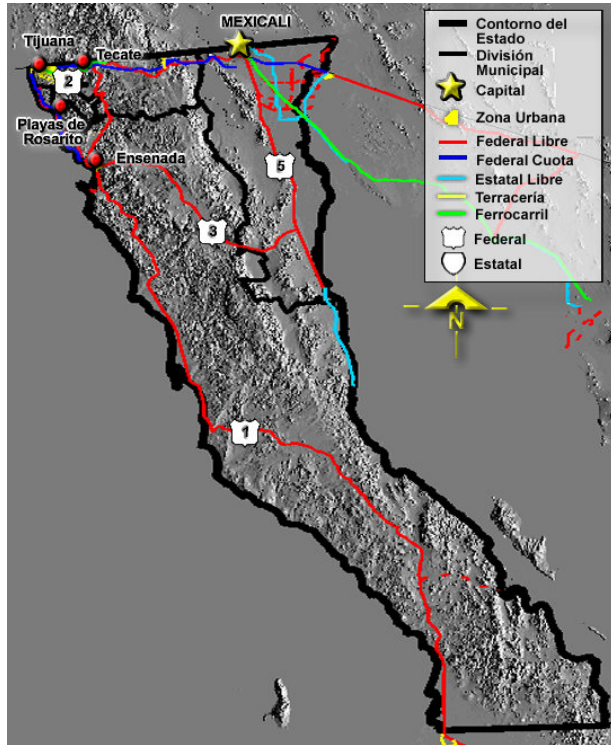 MEXICALI
Tijuana
Tecate
2
Playas de
Rosarito
Ensenada
5
3
1
Contorno del
Estado
División
Municipal
Capital
Zona Urbana
Federal Libre
Federal Cuota
Estatal Libre
Terracería
Ferrocarril
Federal
Estatal
N